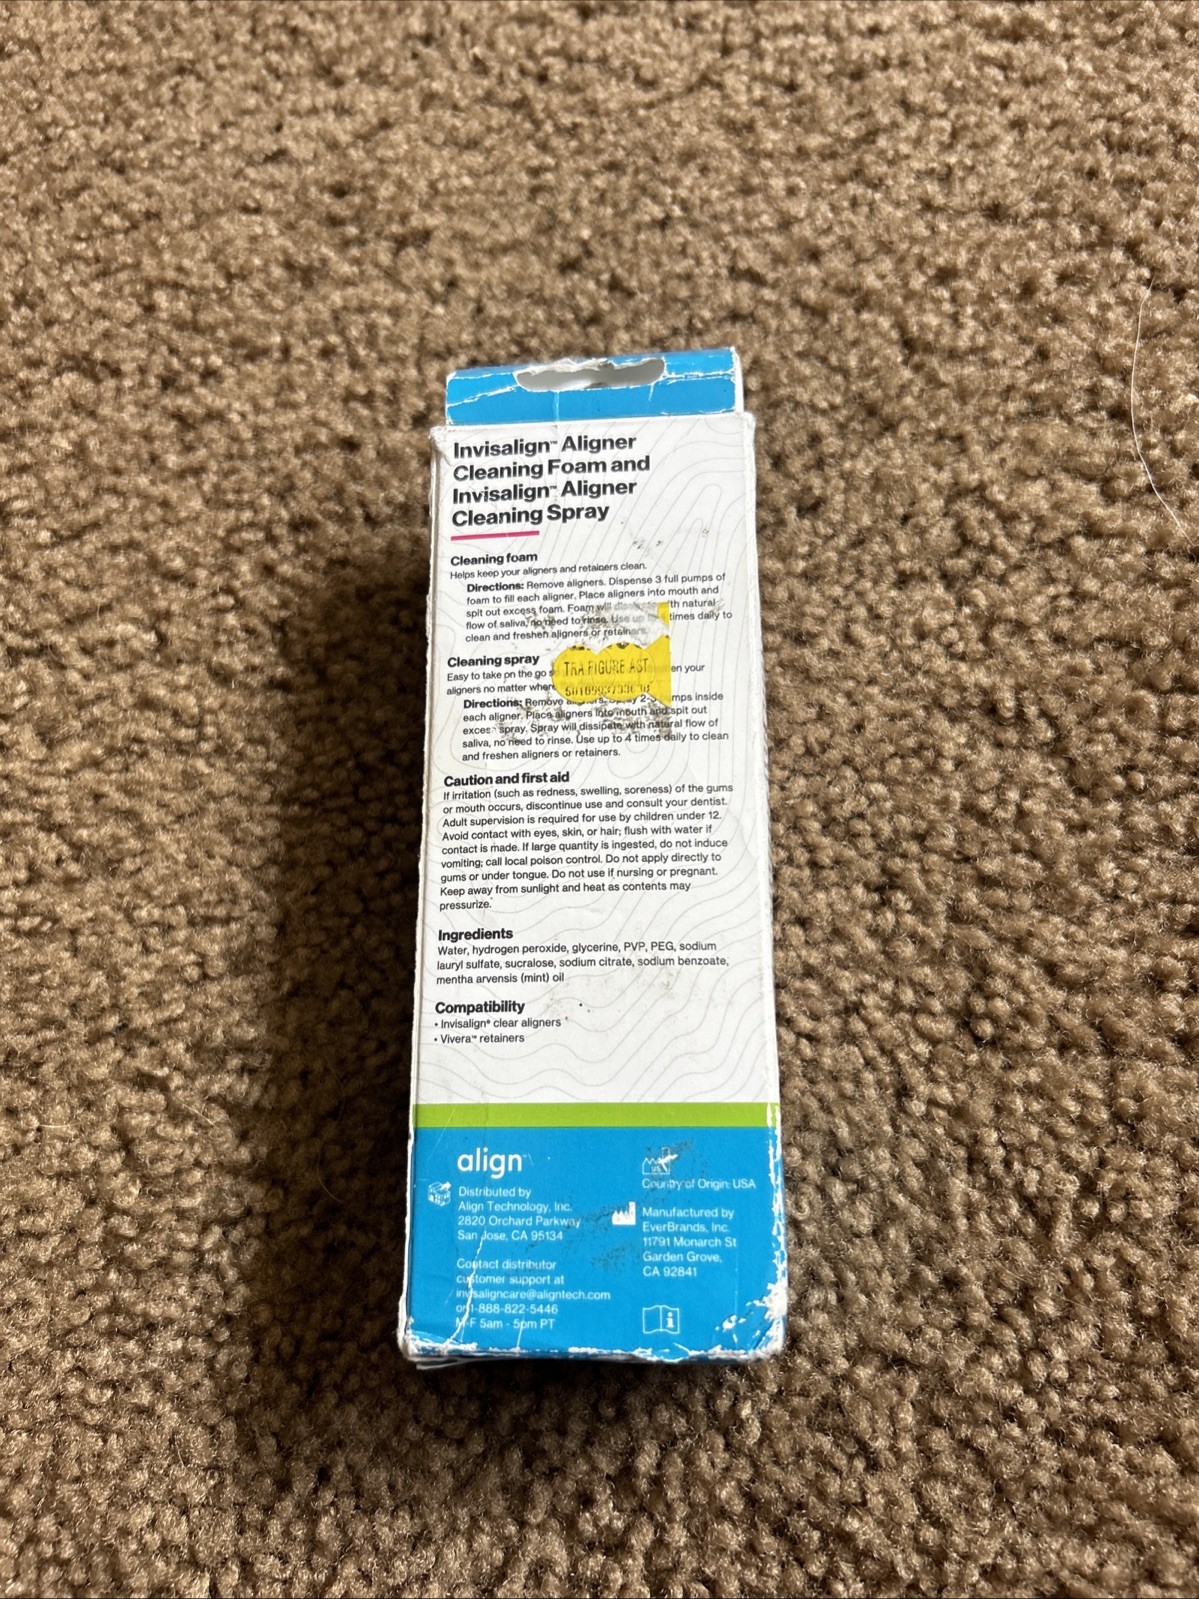 Invisalign™ Aligner
Cleaning Foam and
Invisalign™ Aligner
Cleaning Spray
Cleaning foam
Helps keep your aligners and retainers clean.
Directions: Remove aligners. Dispense 3 full pumps of
foam to fill each aligner. Place aligners into mouth and
spit out excess foam. Foam will natural
flow of saliva, no need to rinse. Use up times daily to
clean and freshen aligners or retainers.
Cleaning spray
Easy to take on the go your
aligners no matter where
TRA FIGURE AST
Directions: Remove inside
each aligner. Place aligners into mouth and spit out
excess spray. Spray will dissipate with natural flow of
saliva, no need to rinse. Use up to 4 times daily to clean
and freshen aligners or retainers.
Caution and first aid
If irritation (such as redness, swelling, soreness) of the gums
or mouth occurs, discontinue use and consult your dentist.
Adult supervision is required for use by children under 12.
Avoid contact with eyes, skin, or hair; flush with water if
contact is made. If large quantity is ingested, do not induce
vomiting; call local poison control. Do not apply directly to
gums or under tongue. Do not use if nursing or pregnant.
Keep away from sunlight and heat as contents may
pressurize.
Ingredients
Water, hydrogen peroxide, glycerine, PVP, PEG, sodium
lauryl sulfate, sucralose, sodium citrate, sodium benzoate,
mentha arvensis (mint) oil
Compatibility
• Invisalign® clear aligners
• Vivera™ retainers
align™
Distributed by
Align Technology, Inc.
2820 Orchard Parkway
San Jose, CA 95134
Contact distributor
customer support at
invisaligncare@aligntech.com
or 1-888-822-5446
M-F 5am - 5pm PT
US
Country of Origin: USA
Manufactured by
EverBrands, Inc.
11791 Monarch St
Garden Grove,
CA 92841